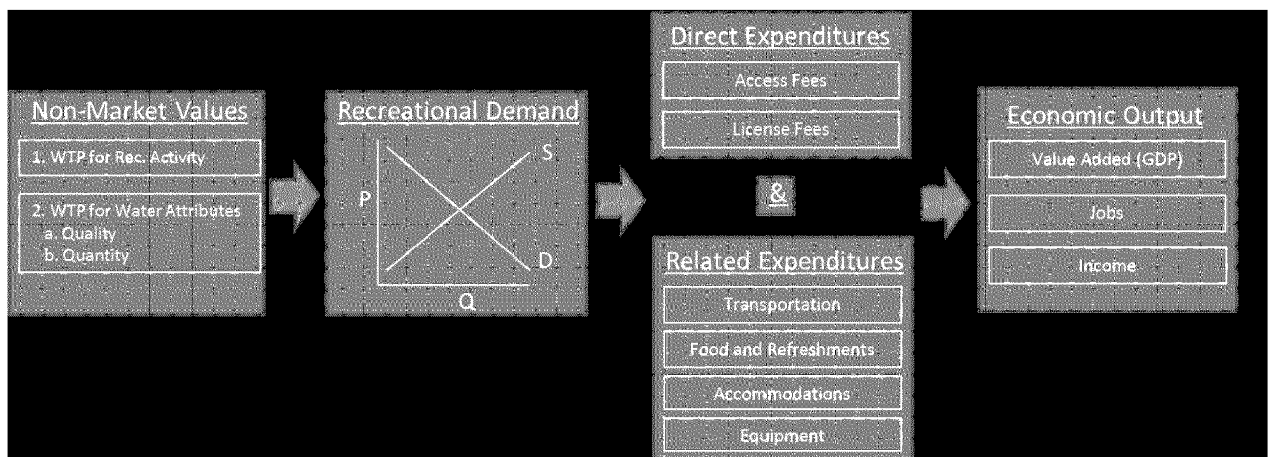 Non-Market Values
1. WTP for Rec. Activity
2. WTP for Water Attributes
a. Quality
b. Quantity
Recreational Demand
P
S
D
Q
Direct Expenditures
Access Fees
License Fees
&
Related Expenditures
Transportation
Food and Refreshments
Accommodations
Equipment
Economic Output
Value Added (GDP)
Jobs
Income